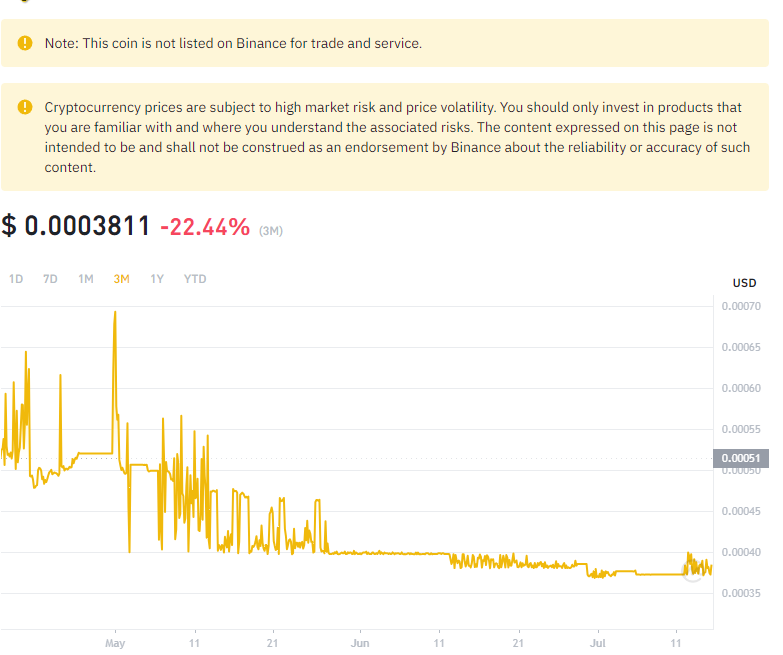 Note: This coin is not listed on Binance for trade and service.
Cryptocurrency prices are subject to high market risk and price volatility. You should only invest in products that
you are familiar with and where you understand the associated risks. The content expressed on this page is not
intended to be and shall not be construed as an endorsement by Binance about the reliability or accuracy of such
content.
$ 0.0003811 -22.44% (3M)
1D 7D 1M 3M 1Y YTD
USD
0.00070
0.00065
0.00060
0.00055
0.00051
0.00050
0.00045
0.00040
0.00035
May 11 21 Jun 11 21 Jul 11